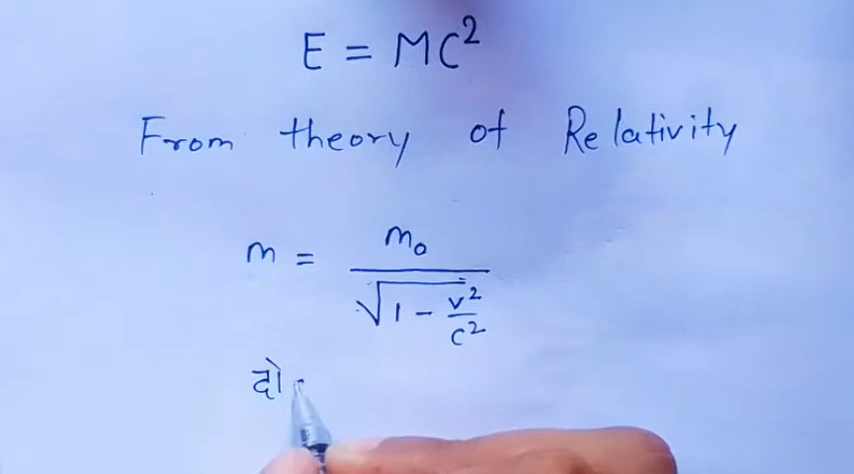 E = MC²
From theory of Relativity
m = m₀ / √(1 - v²/c²)
दो